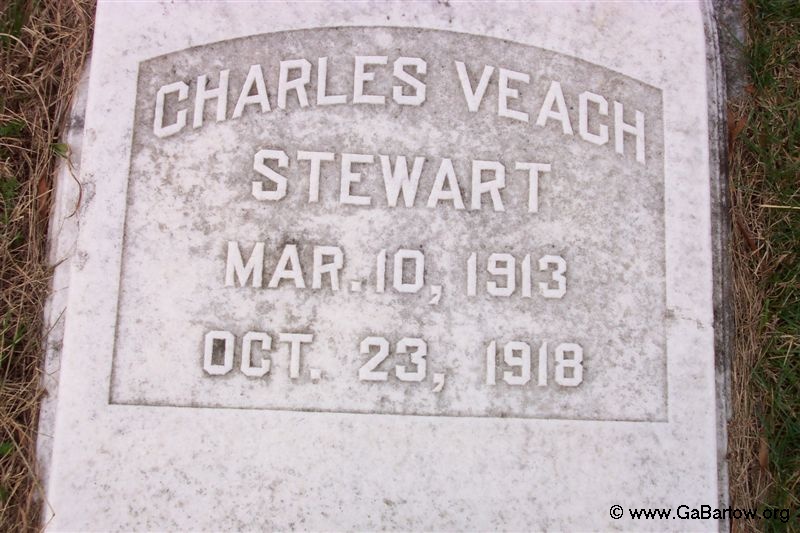 CHARLES VEACH
STEWART
MAR. 10, 1913
OCT. 23, 1918
© www.GaBartow.org